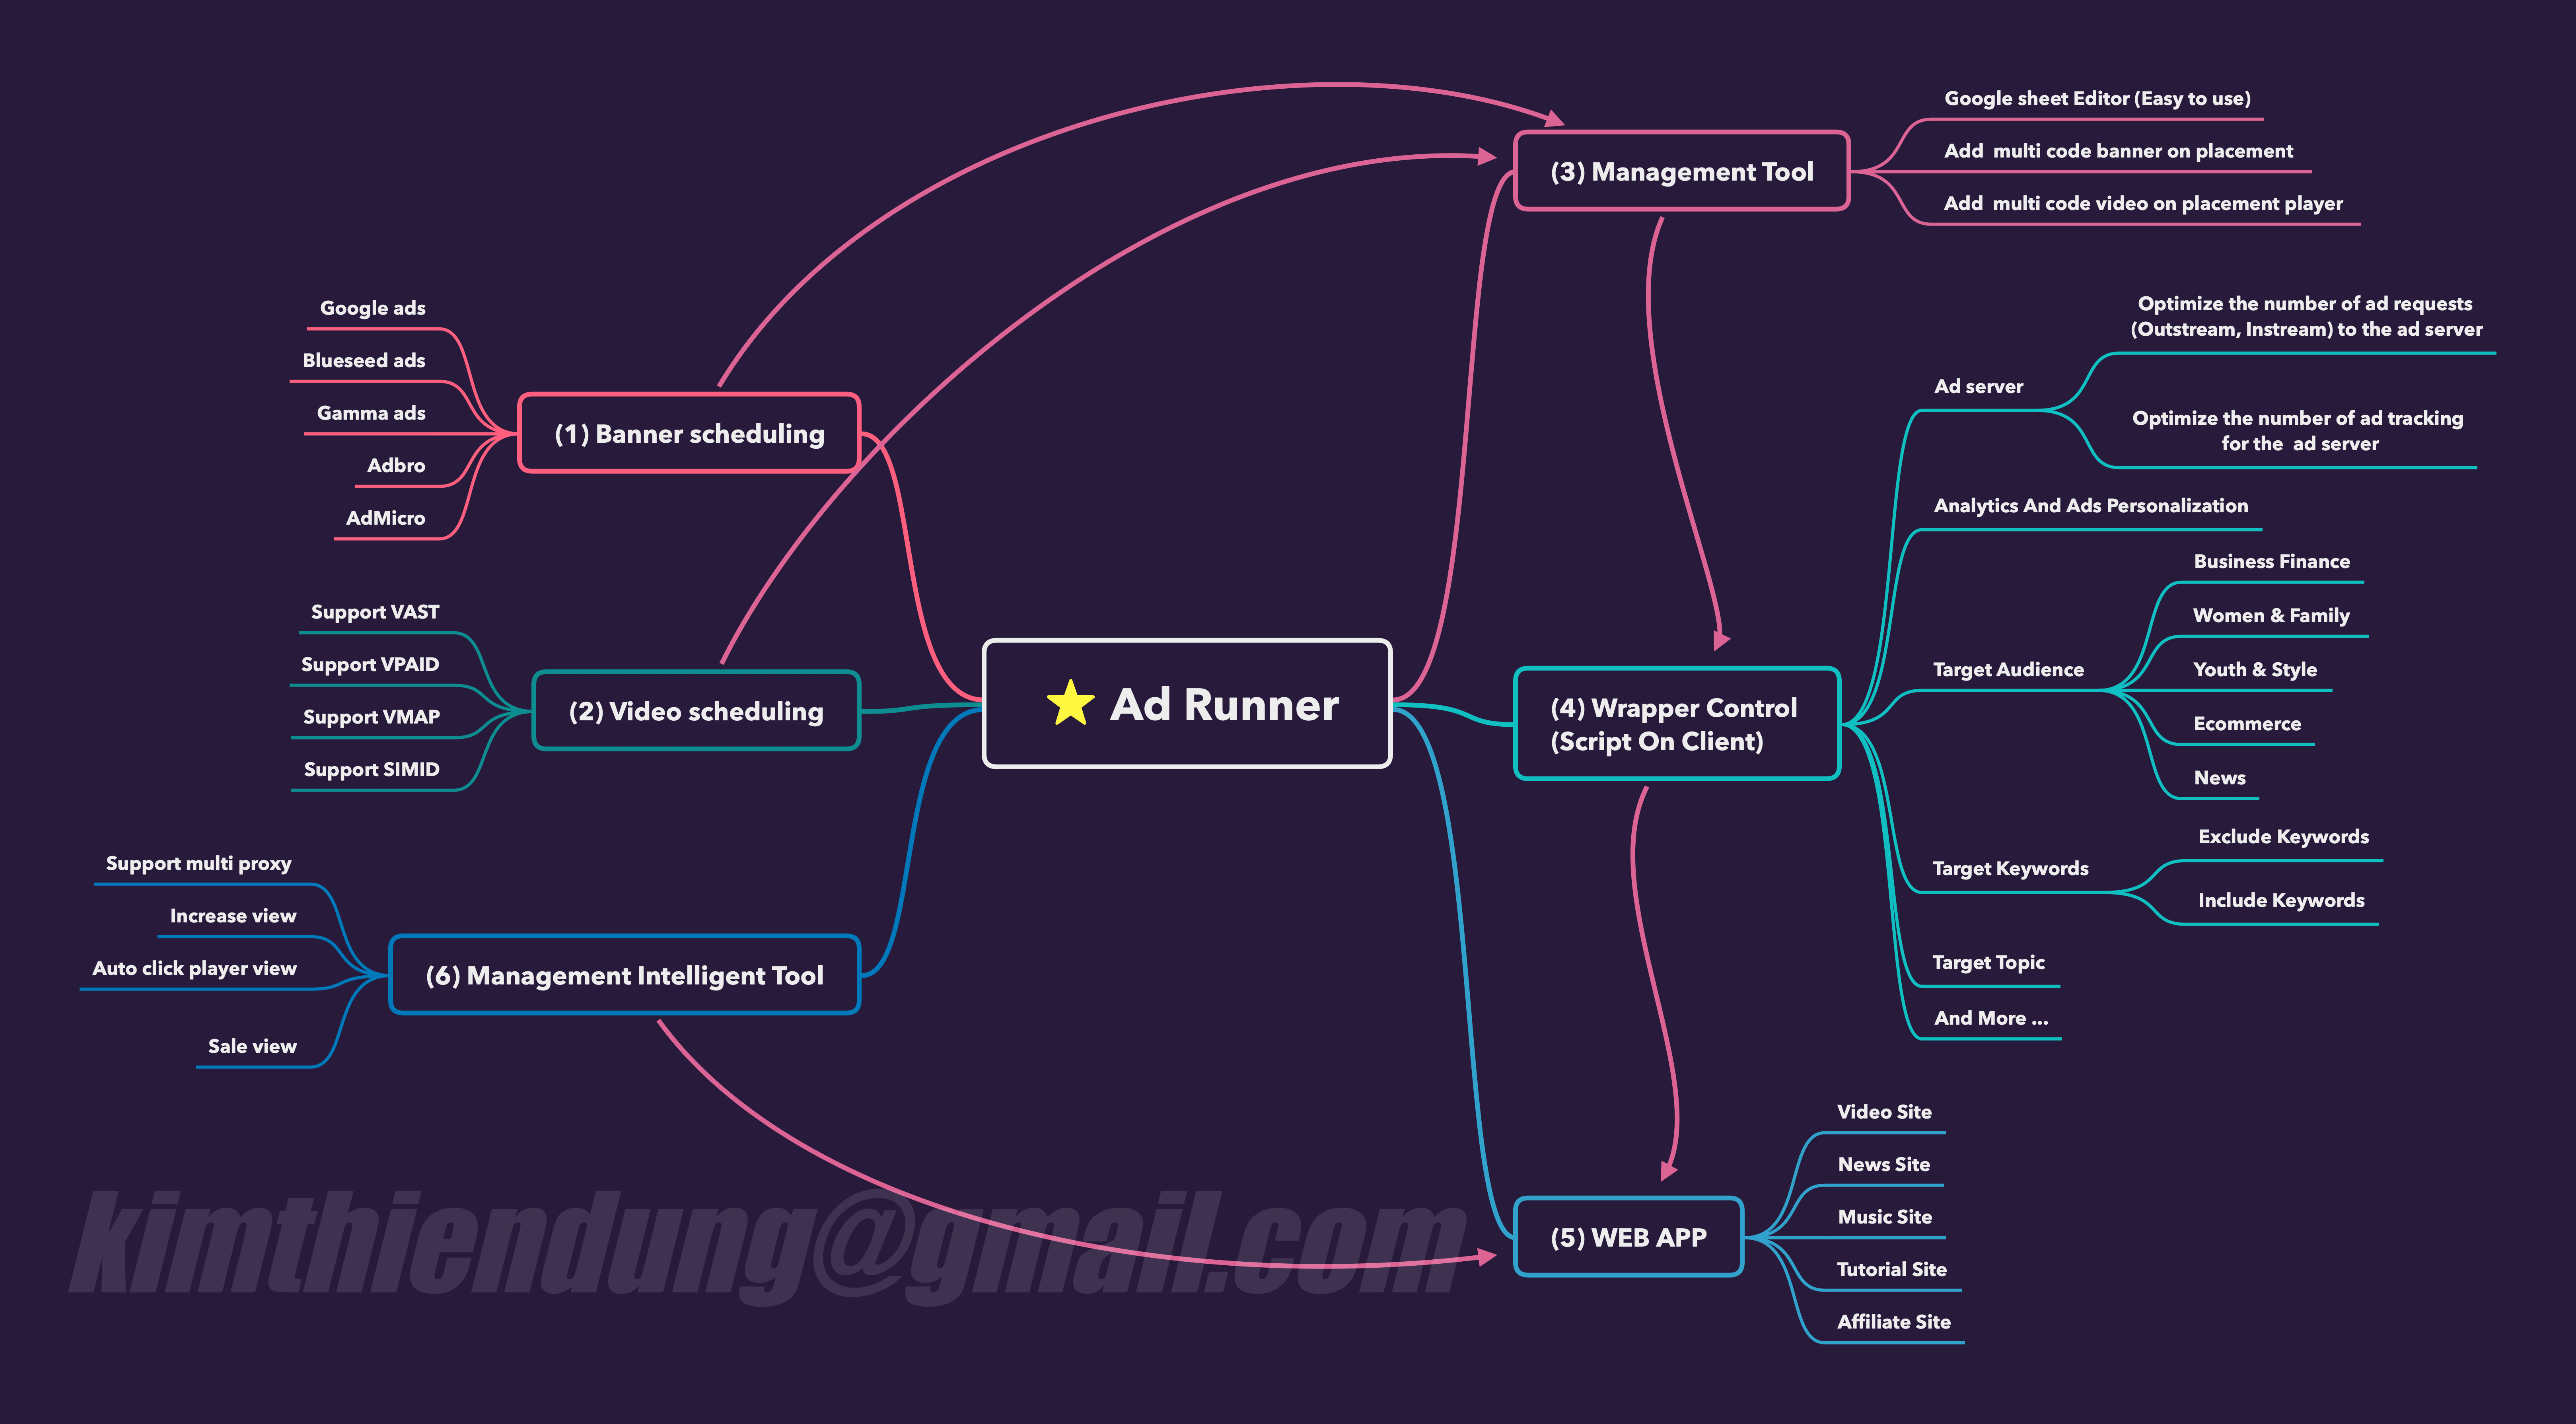 Ad Runner
(1) Banner scheduling
Google ads
Blueseed ads
Gamma ads
Adbro
AdMicro
(2) Video scheduling
Support VAST
Support VPAID
Support VMAP
Support SIMID
(6) Management Intelligent Tool
Support multi proxy
Increase view
Auto click player view
Sale view
(3) Management Tool
Google sheet Editor (Easy to use)
Add  multi code banner on placement
Add  multi code video on placement player
(4) Wrapper Control
(Script On Client)
Ad server
Optimize the number of ad requests
(Outstream, Instream) to the ad server
Optimize the number of ad tracking
for the  ad server
Analytics And Ads Personalization
Target Audience
Business Finance
Women & Family
Youth & Style
Ecommerce
News
Target Keywords
Exclude Keywords
Include Keywords
Target Topic
And More ...
(5) WEB APP
Video Site
News Site
Music Site
Tutorial Site
Affiliate Site
kimthiendung@gmail.com